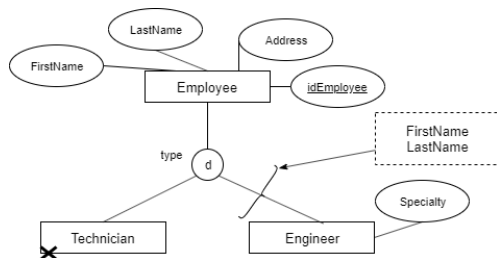 LastName
Address
FirstName
Employee
idEmployee
FirstName
LastName
type
d
Specialty
Technician
Engineer